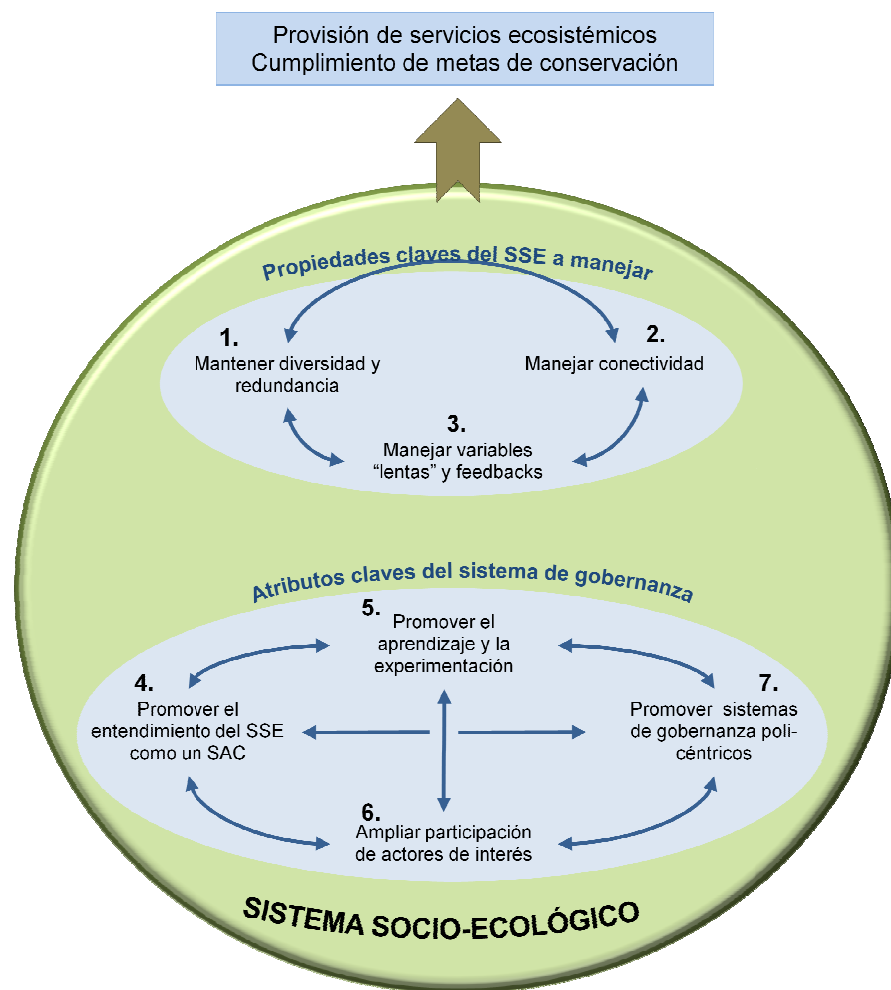 Provisión de servicios ecosistémicos
Cumplimiento de metas de conservación
Propiedades claves del SSE a manejar
1.
Mantener diversidad y
redundancia
2.
Manejar conectividad
3.
Manejar variables
“lentas” y feedbacks
Atributos claves del sistema de gobernanza
5.
Promover el
aprendizaje y la
experimentación
4.
Promover el
entendimiento del SSE
como un SAC
7.
Promover sistemas
de gobernanza poli-
céntricos
6.
Ampliar participación
de actores de interés
SISTEMA SOCIO-ECOLÓGICO